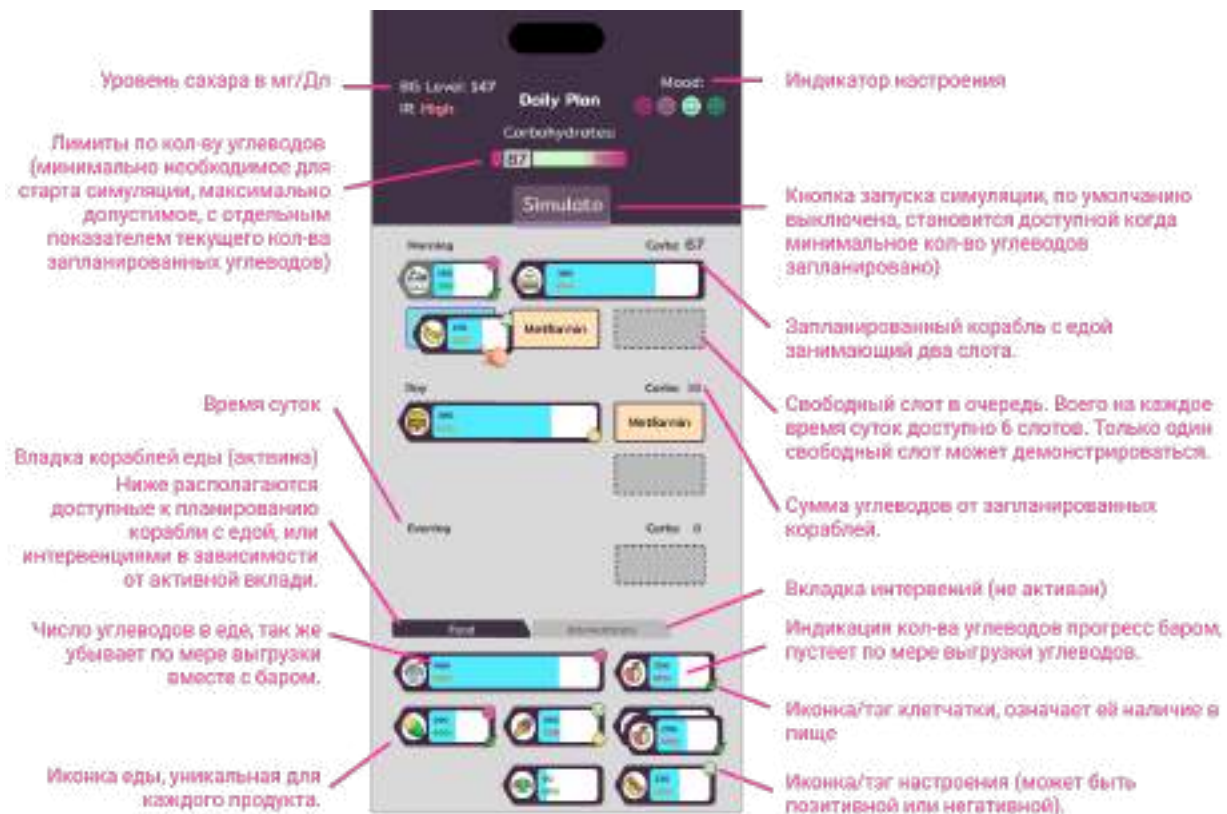 Уровень сахара в мг/Дл
Лимиты по кол-ву углеводов
(минимально необходимое для
старта симуляции, максимально
допустимое, с отдельным
показателем текущего кол-ва
запланированных углеводов)
Время суток
Владка кораблей еды (активна)
Ниже располагаются
доступные к планированию
корабли с едой, или
интервенциями в зависимости
от активной вклади.
Число углеводов в еде, так же
убывает по мере выгрузки
вместе с баром.
Иконка еды, уникальная для
каждого продукта.
BG Level: 147
IR: High
Daily Plan
Mood:
Carbohydrates:
87
Simulate
Morning
Carbs: 67
Metformin
Day
Carbs:
Metformin
Evening
Carbs: 0
Food
Индикатор настроения
Кнопка запуска симуляции, по умолчанию
выключена, становится доступной когда
минимальное кол-во углеводов
запланировано)
Запланированный корабль с едой
занимающий два слота.
Свободный слот в очередь. Всего на каждое
время суток доступно 6 слотов. Только один
свободный слот может демонстрироваться.
Сумма углеводов от запланированных
кораблей.
Вкладка интервений (не активан)
Индикация кол-ва углеводов прогресс баром,
пустеет по мере выгрузки углеводов.
Иконка/тэг клетчатки, означает её наличие в
пище
Иконка/тэг настроения (может быть
позитивной или негативной).